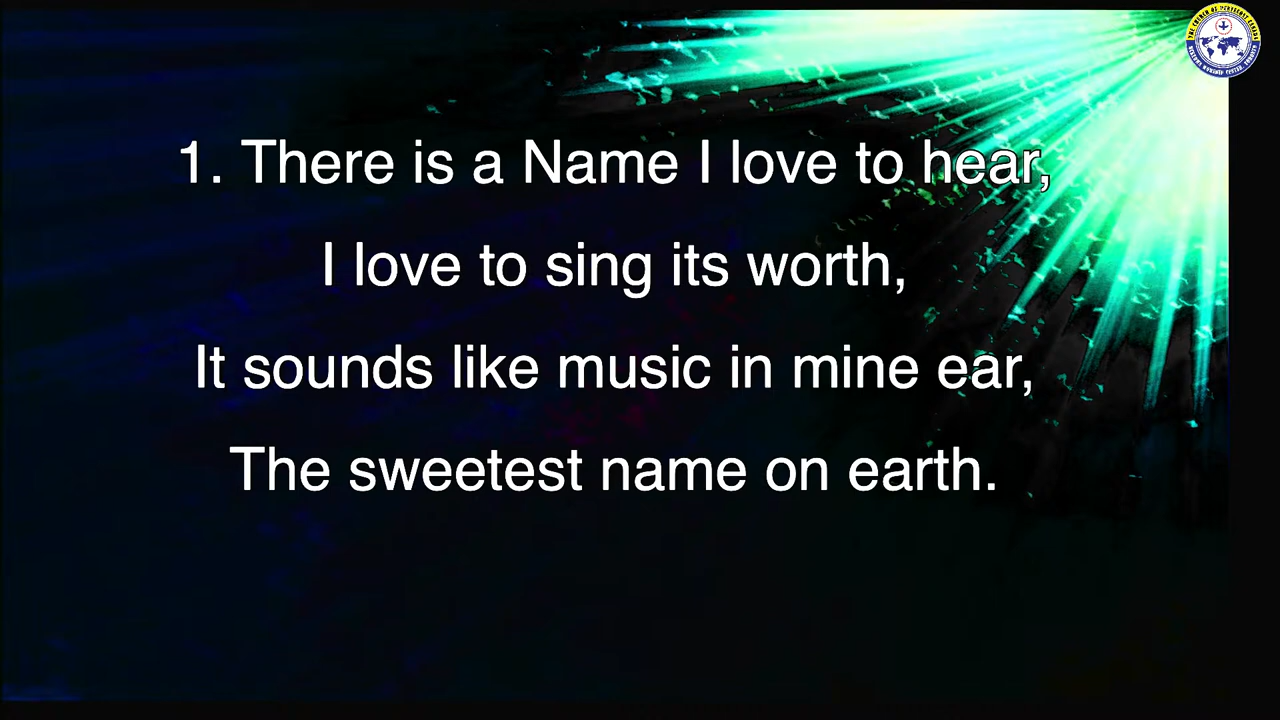 1. There is a Name I love to hear,
I love to sing its worth,
It sounds like music in mine ear,
The sweetest name on earth.